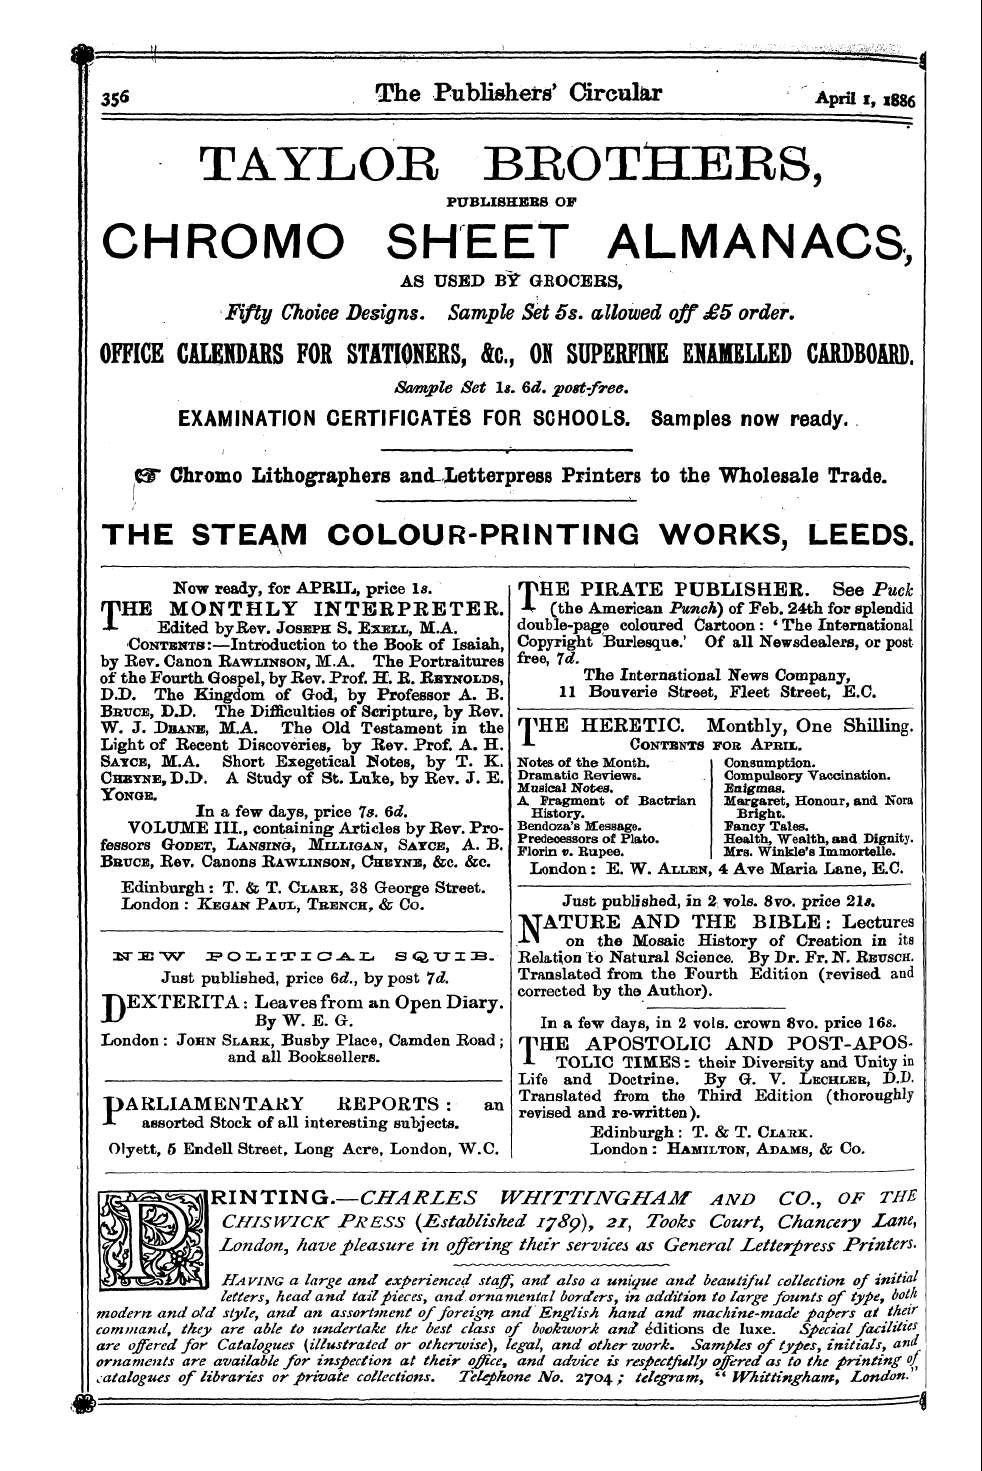 356
The Publishers' Circular
April 1, 1886
TAYLOR BROTHERS,
PUBLISHERS OF
CHROMO SHEET ALMANACS,
AS USED BY GROCERS,
Fifty Choice Designs. Sample Set 5s. allowed off £5 order.
OFFICE CALENDARS FOR STATIONERS, &c., ON SUPERFINE ENAMELLED CARDBOARD.
Sample Set 1s. 6d. post-free.
EXAMINATION CERTIFICATES FOR SCHOOLS. Samples now ready.
☞ Chromo Lithographers and Letterpress Printers to the Wholesale Trade.
THE STEAM COLOUR-PRINTING WORKS, LEEDS.
Now ready, for APRIL, price 1s.
THE MONTHLY INTERPRETER.
Edited by Rev. JOSEPH S. EXELL, M.A.
CONTENTS:—Introduction to the Book of Isaiah,
by Rev. Canon RAWLINSON, M.A. The Portraitures
of the Fourth Gospel, by Rev. Prof. H. R. REYNOLDS,
D.D. The Kingdom of God, by Professor A. B.
BRUCE, D.D. The Difficulties of Scripture, by Rev.
W. J. DEANE, M.A. The Old Testament in the
Light of Recent Discoveries, by Rev. Prof. A. H.
SAYCE, M.A. Short Exegetical Notes, by T. K.
CHEYNE, D.D. A Study of St. Luke, by Rev. J. E.
YONGE.
In a few days, price 7s. 6d.
VOLUME III., containing Articles by Rev. Pro-
fessors GODET, LANSING, MILLIGAN, SAYCE, A. B.
BRUCE, Rev. Canons RAWLINSON, CHEYNE, &c. &c.
Edinburgh: T. & T. CLARK, 38 George Street.
London: KEGAN PAUL, TRENCH, & Co.
NEW POLITICAL SQUIB.
Just published, price 6d., by post 7d.
DEXTERITA: Leaves from an Open Diary.
By W. E. G.
London: JOHN SLARK, Busby Place, Camden Road;
and all Booksellers.
PARLIAMENTARY REPORTS: an
assorted Stock of all interesting subjects.
Olyett, 5 Endell Street, Long Acre, London, W.C.
THE PIRATE PUBLISHER. See Puck
(the American Punch) of Feb. 24th for splendid
double-page coloured Cartoon: 'The International
Copyright Burlesque.' Of all Newsdealers, or post
free, 7d.
The International News Company,
11 Bouverie Street, Fleet Street, E.C.
THE HERETIC. Monthly, One Shilling.
CONTENTS FOR APRIL.
Notes of the Month.
Dramatic Reviews.
Musical Notes.
A Fragment of Bactrian
History.
Bendoza's Message.
Predecessors of Plato.
Florin v. Rupee.
Consumption.
Compulsory Vaccination.
Enigmas.
Margaret, Honour, and Nora
Bright.
Fancy Tales.
Health, Wealth, and Dignity.
Mrs. Winkle's Immortelle.
London: E. W. ALLEN, 4 Ave Maria Lane, E.C.
Just published, in 2 vols. 8vo. price 21s.
NATURE AND THE BIBLE: Lectures
on the Mosaic History of Creation in its
Relation to Natural Science. By Dr. Fr. N. REUSCH.
Translated from the Fourth Edition (revised and
corrected by the Author).
In a few days, in 2 vols. crown 8vo. price 16s.
THE APOSTOLIC AND POST-APOS-
TOLIC TIMES: their Diversity and Unity in
Life and Doctrine. By G. V. LECHLER, D.D.
Translated from the Third Edition (thoroughly
revised and re-written).
Edinburgh: T. & T. CLARK.
London: HAMILTON, ADAMS, & Co.
PRINTING.—CHARLES WHITTINGHAM AND CO., OF THE
CHISWICK PRESS (Established 1789), 21, Tooks Court, Chancery Lane,
London, have pleasure in offering their services as General Letterpress Printers.
HAVING a large and experienced staff, and also a unique and beautiful collection of initial
letters, head and tail pieces, and ornamental borders, in addition to large founts of type, both
modern and old style, and an assortment of foreign and English hand and machine-made papers at their
command, they are able to undertake the best class of bookwork and éditions de luxe. Special facilities
are offered for Catalogues (illustrated or otherwise), legal, and other work. Samples of types, initials, and
ornaments are available for inspection at their office, and advice is respectfully offered as to the printing of
catalogues of libraries or private collections. Telephone No. 2704; telegram, "Whittingham, London."